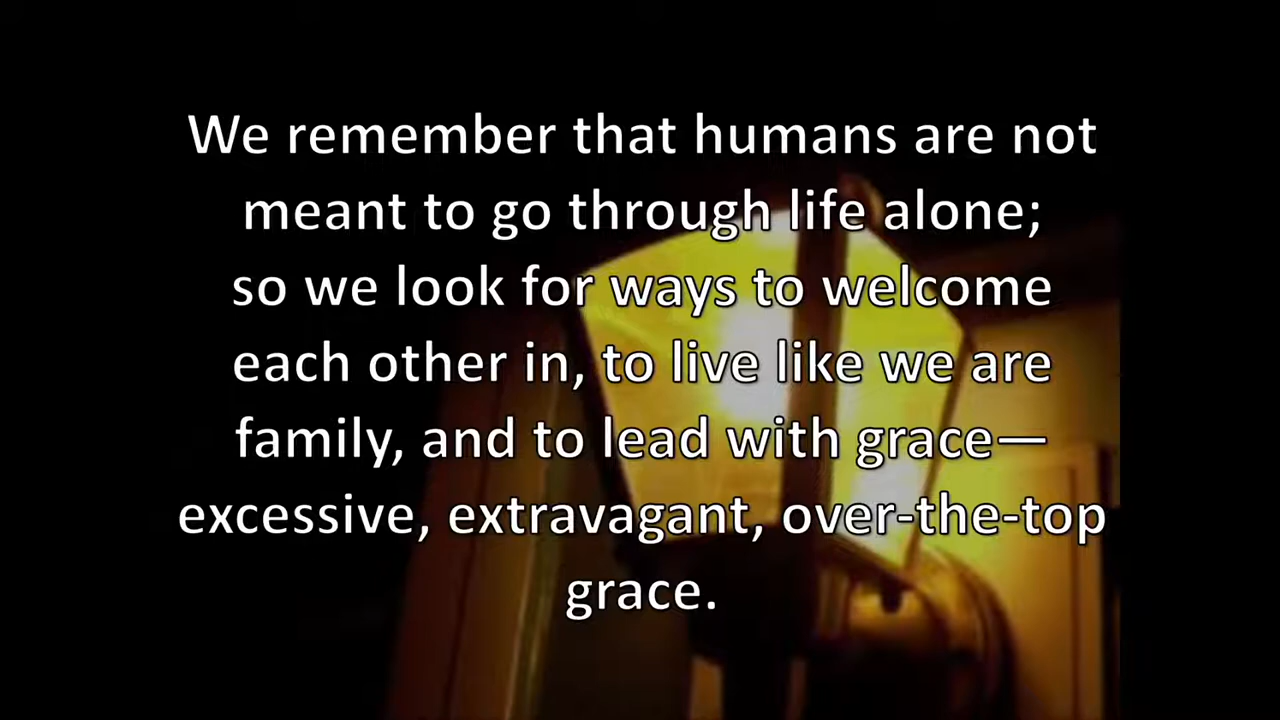 We remember that humans are not
meant to go through life alone;
so we look for ways to welcome
each other in, to live like we are
family, and to lead with grace—
excessive, extravagant, over-the-top
grace.